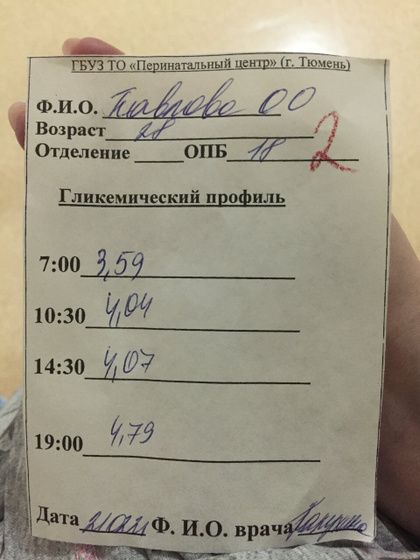 ГБУЗ ТО «Перинатальный центр» (г. Тюмень)
Ф.И.О. Павлова О О
Возраст 28
Отделение ОПБ 18
2
Гликемический профиль
7:00 3,59
10:30 4,04
14:30 4,07
19:00 4,79
Дата Ф. И.О. врача